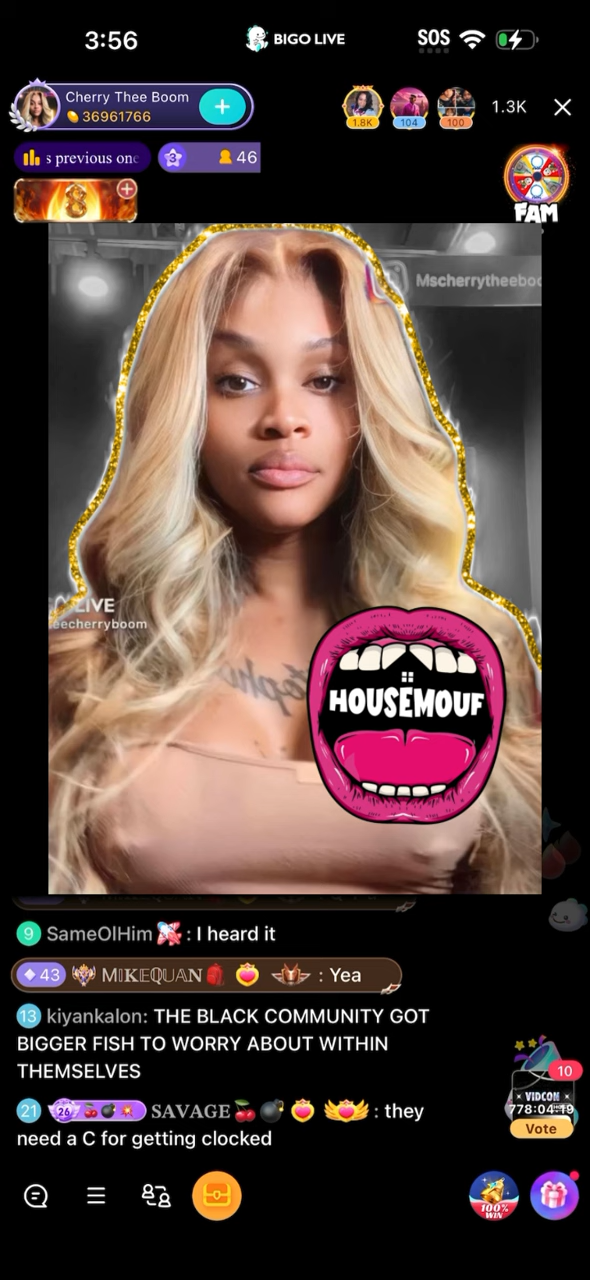 3:56
BIGO LIVE
SOS
Cherry Thee Boom
36961766
1.8K
104
100
1.3K
s previous one
3
46
8
FAM
Mscherrytheeboo
LIVE
eecherryboom
HOUSEMOUF
9 SameOlHim : I heard it
43 MIKEQUAN : Yea
13 kiyankalon: THE BLACK COMMUNITY GOT
BIGGER FISH TO WORRY ABOUT WITHIN
THEMSELVES
21 26 SAVAGE : they
need a C for getting clocked
10
VIDCON
778:04:19
Vote
100%
WIN